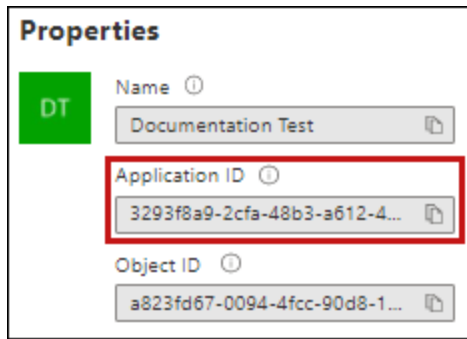 Properties
DT
Name
Documentation Test
Application ID
3293f8a9-2cfa-48b3-a612-4...
Object ID
a823fd67-0094-4fcc-90d8-1...